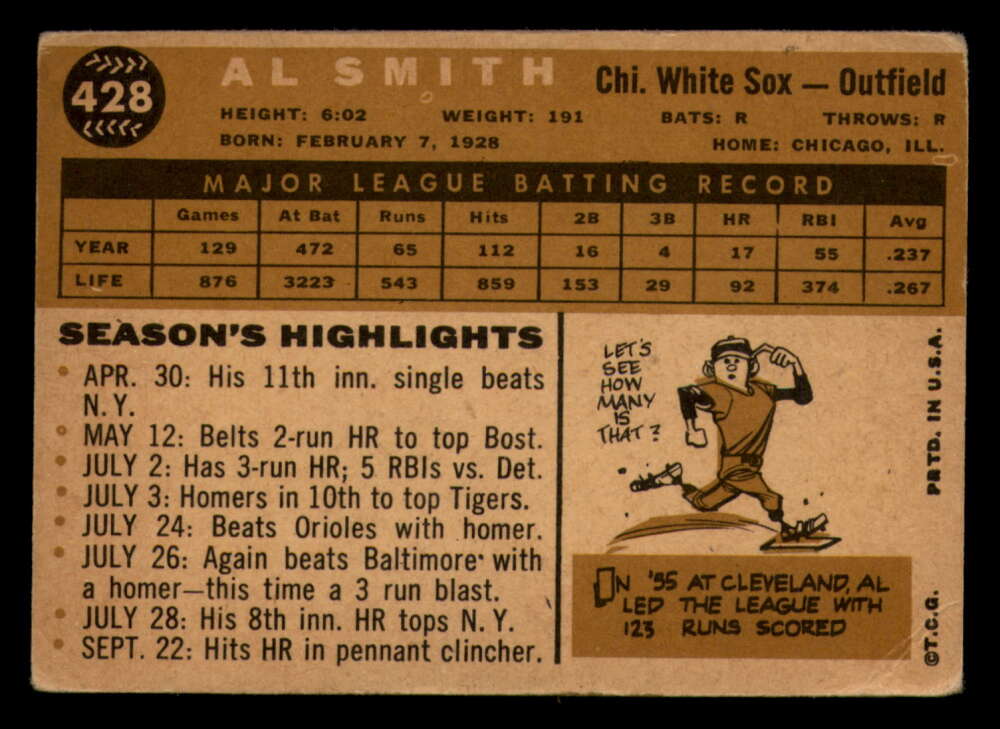 428
AL SMITH
Chi. White Sox — Outfield
HEIGHT: 6:02 WEIGHT: 191 BATS: R THROWS: R
BORN: FEBRUARY 7, 1928 HOME: CHICAGO, ILL.
MAJOR LEAGUE BATTING RECORD
Games At Bat Runs Hits 2B 3B HR RBI Avg
YEAR 129 472 65 112 16 4 17 55 .237
LIFE 876 3223 543 859 153 29 92 374 .267
SEASON'S HIGHLIGHTS
• APR. 30: His 11th inn. single beats
N.Y.
• MAY 12: Belts 2-run HR to top Bost.
• JULY 2: Has 3-run HR; 5 RBIs vs. Det.
• JULY 3: Homers in 10th to top Tigers.
• JULY 24: Beats Orioles with homer.
• JULY 26: Again beats Baltimore with
a homer—this time a 3 run blast.
• JULY 28: His 8th inn. HR tops N.Y.
• SEPT. 22: Hits HR in pennant clincher.
LET'S
SEE
HOW
MANY
IS
THAT?
IN '55 AT CLEVELAND, AL
LED THE LEAGUE WITH
123 RUNS SCORED
©T.C.G. PRTD. IN U.S.A.